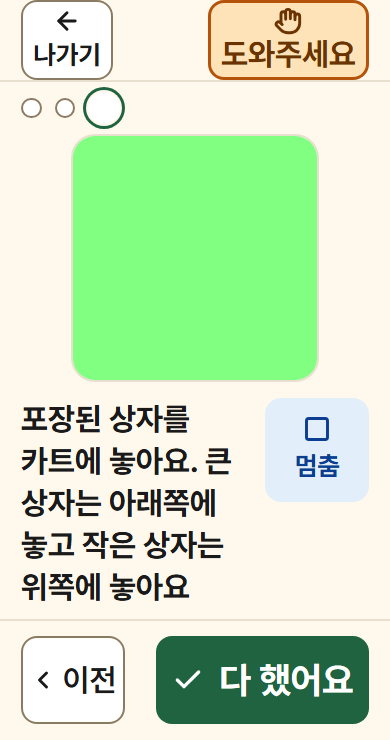 나가기
도와주세요
포장된 상자를
카트에 놓아요. 큰
상자는 아래쪽에
놓고 작은 상자는
위쪽에 놓아요
멈춤
이전
다 했어요